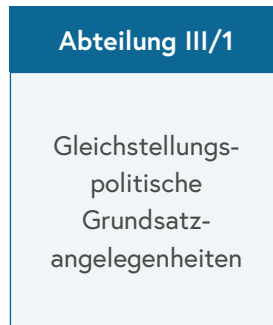 Abteilung III/1
Gleichstellungs-
politische
Grundsatz-
angelegenheiten